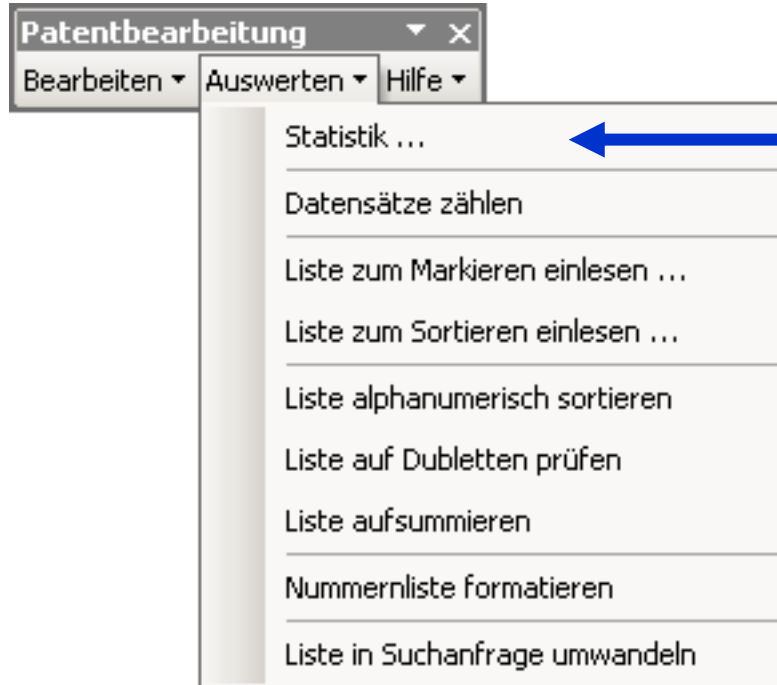 Patentbearbeitung
Bearbeiten Auswerten Hilfe
Statistik ...
Datensätze zählen
Liste zum Markieren einlesen ...
Liste zum Sortieren einlesen ...
Liste alphanumerisch sortieren
Liste auf Dubletten prüfen
Liste aufsummieren
Nummernliste formatieren
Liste in Suchanfrage umwandeln